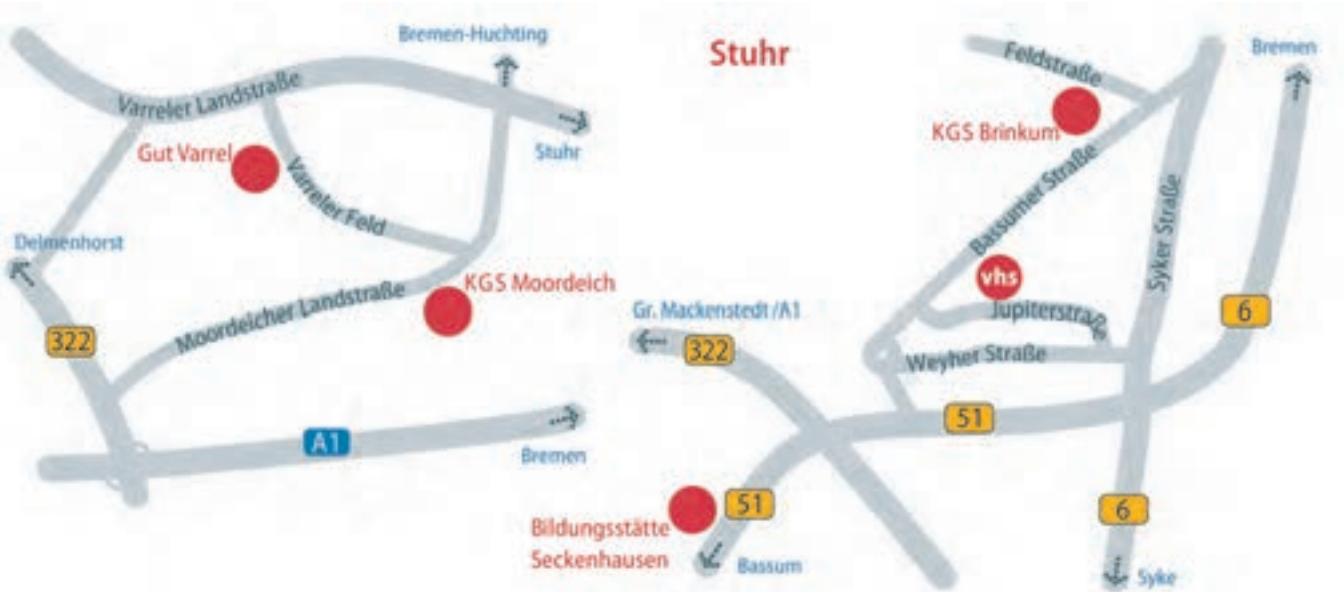 Stuhr
Bremen-Huchting
Varreler Landstraße
Stuhr
Gut Varrel
Varreler Feld
Delmenhorst
KGS Moordeich
Moordeicher Landstraße
322
A1
Bremen
Feldstraße
Bremen
KGS Brinkum
Bassumer Straße
Syker Straße
vhs
Jupiterstraße
Gr. Mackenstedt /A1
322
6
Weyher Straße
51
51
6
Bildungsstätte
Seckenhausen
Bassum
Syke